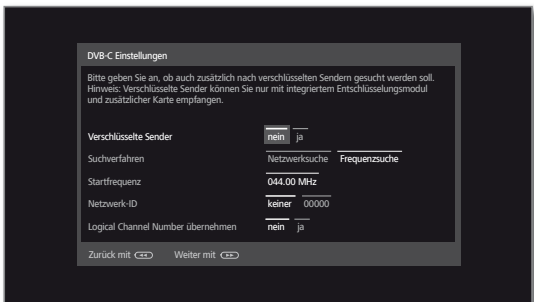 DVB-C Einstellungen
Bitte geben Sie an, ob auch zusätzlich nach verschlüsselten Sendern gesucht werden soll.
Hinweis: Verschlüsselte Sender können Sie nur mit integriertem Entschlüsselungsmodul
und zusätzlicher Karte empfangen.
Verschlüsselte Sender nein ja
Suchverfahren Netzwerksuche Frequenzsuche
Startfrequenz 044.00 MHz
Netzwerk-ID keiner 00000
Logical Channel Number übernehmen nein ja
Zurück mit Weiter mit